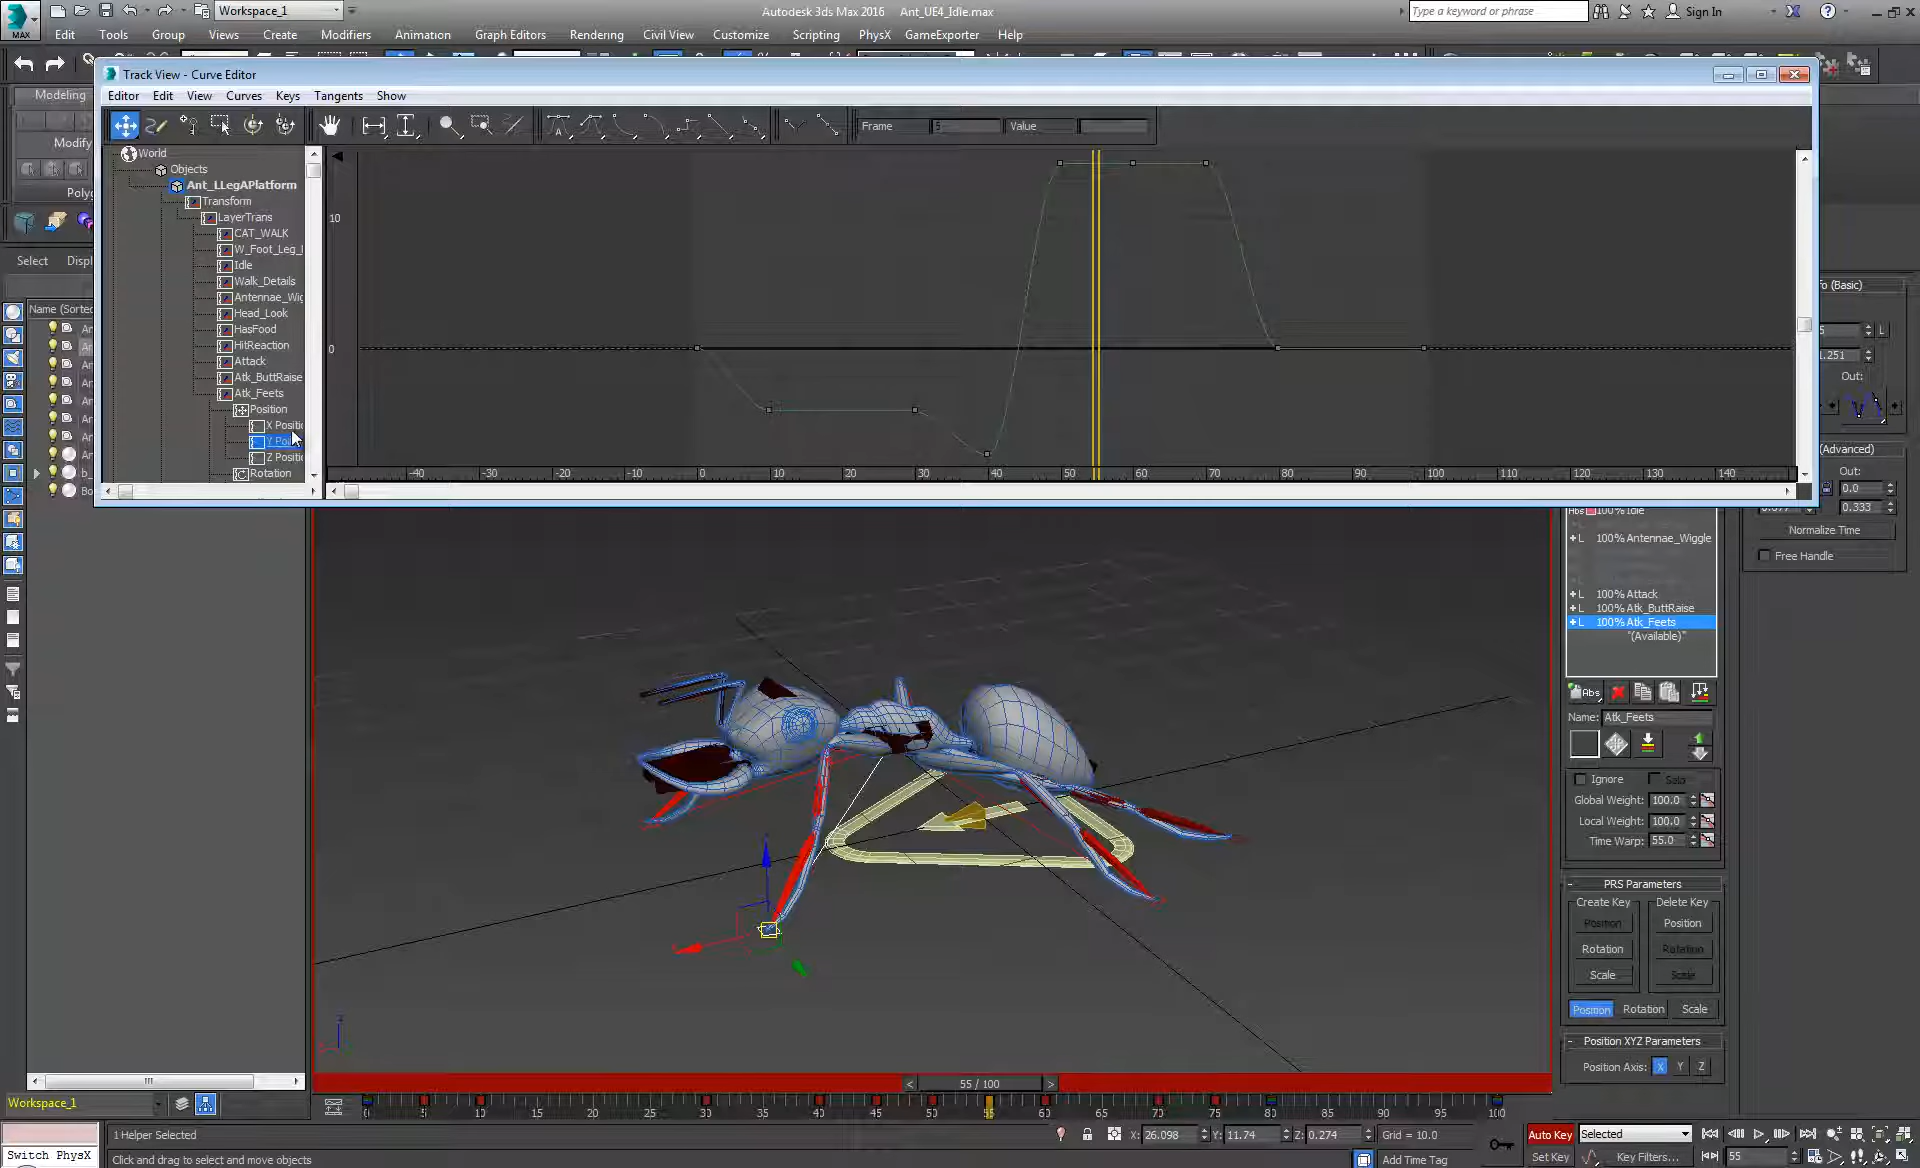 MAX
Workspace_1
Autodesk 3ds Max 2016 Ant_UE4_Idle.max
Type a keyword or phrase
Sign In
Edit Tools Group Views Create Modifiers Animation Graph Editors Rendering Civil View Customize Scripting PhysX GameExporter Help
Track View - Curve Editor
Modeling
Editor Edit View Curves Keys Tangents Show
Frame 5 Value
Modify
World
Objects
Ant_LLegAPlatform
Transform
LayerTrans
CAT_WALK
W_Foot_Leg_
Idle
Walk_Details
Antennae_Wig
Head_Look
HasFood
HitReaction
Attack
Atk_ButtRaise
Atk_Feets
Position
X Positi
Y Po
Z Positi
Rotation
10
0
-40 -30 -20 -10 0 10 20 30 40 50 60 70 80 90 100 110 120 130 140
Select Displ
Name (Sorted
fo (Basic)
5 L
1.251
Out:
(Advanced)
Out:
0.0
0.333
Normalize Time
Free Handle
Abs 100% Idle
+L 100% Antennae_Wiggle
+L 100% Attack
+L 100% Atk_ButtRaise
+L 100% Atk_Feets
"(Available)"
Abs
Name: Atk_Feets
Ignore Solo
Global Weight: 100.0
Local Weight: 100.0
Time Warp: 55.0
PRS Parameters
Create Key Delete Key
Position Position
Rotation Rotation
Scale Scale
Position Rotation Scale
Position XYZ Parameters
Position Axis: X Y Z
< 55 / 100 >
0 5 10 15 20 25 30 35 40 45 50 55 60 65 70 75 80 85 90 95 100
Workspace_1
1 Helper Selected
X: 26.098 Y: 11.74 Z: 0.274 Grid = 10.0
Auto Key Selected
Switch PhysX
Click and drag to select and move objects
Add Time Tag
Set Key Key Filters... 55